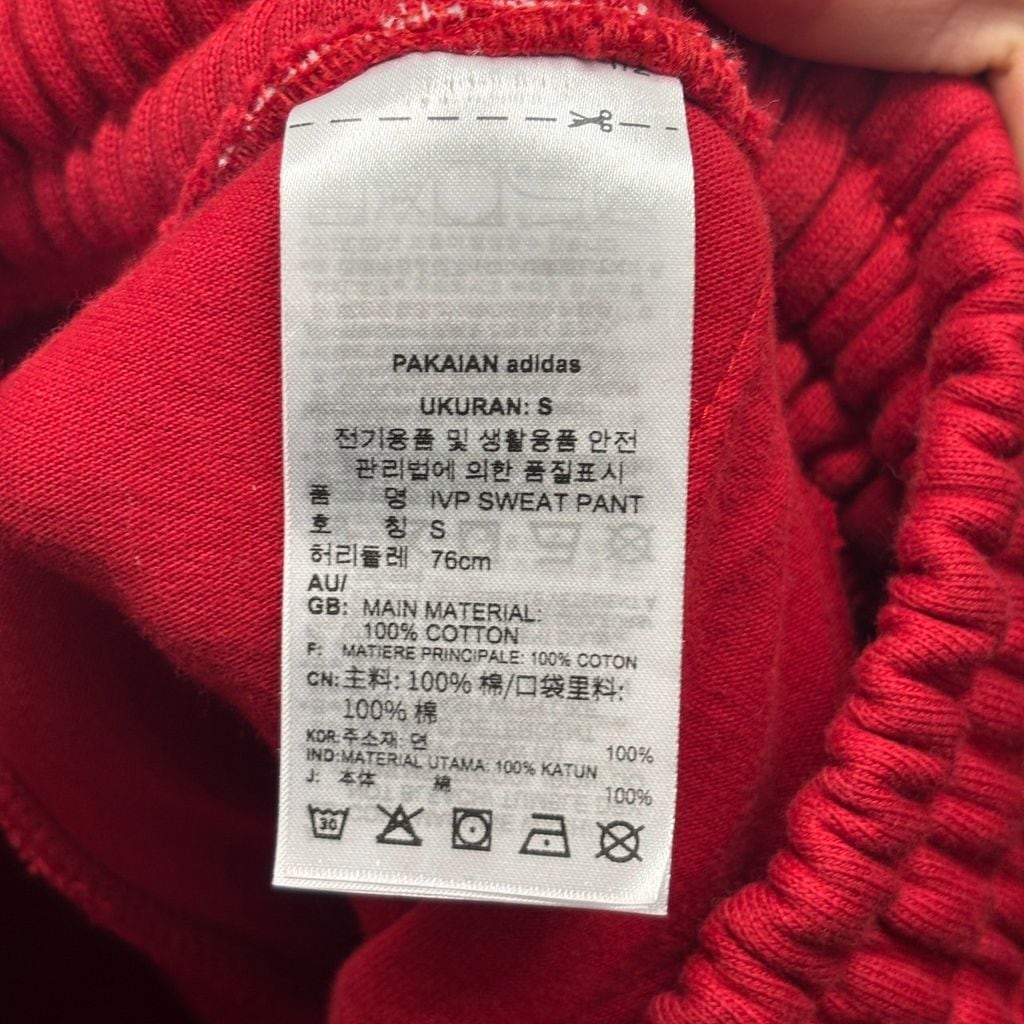 PAKAIAN adidas
UKURAN: S
전기용품 및 생활용품 안전
관리법에 의한 품질표시
품 명 IVP SWEAT PANT
호 칭 S
허리둘레 76cm
AU/
GB: MAIN MATERIAL:
100% COTTON
F: MATIERE PRINCIPALE: 100% COTON
CN: 主料: 100% 棉/口袋里料:
100% 棉
KOR: 주소재: 면 100%
IND: MATERIAL UTAMA: 100% KATUN
J: 本体 綿 100%
30